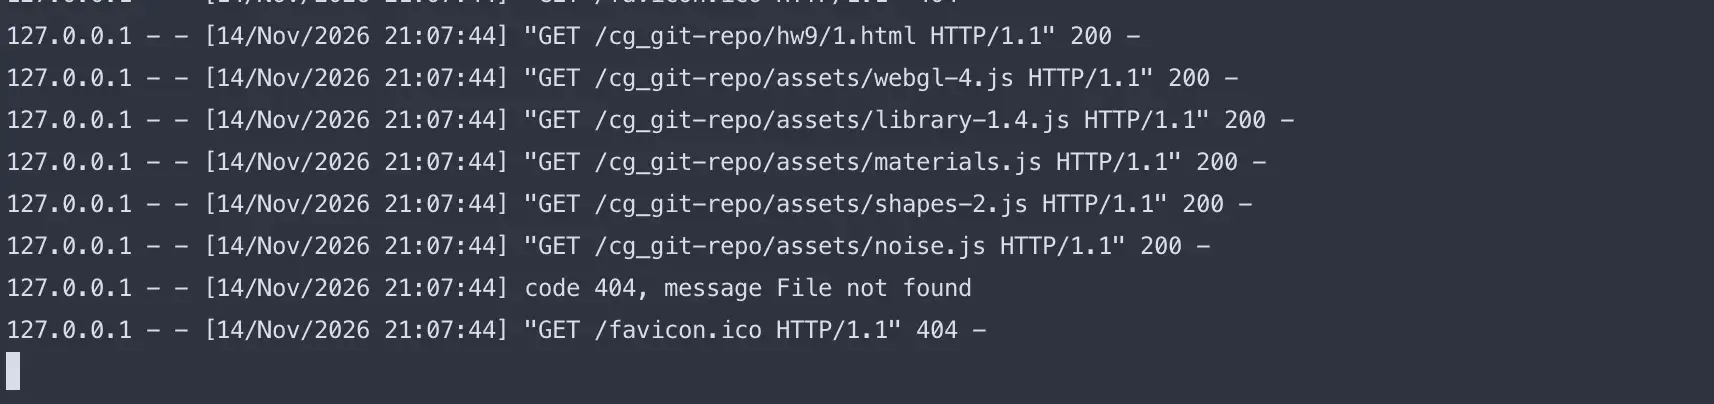 127.0.0.1 - - [14/Nov/2026 21:07:44] "GET /cg_git-repo/hw9/1.html HTTP/1.1" 200 -
127.0.0.1 - - [14/Nov/2026 21:07:44] "GET /cg_git-repo/assets/webgl-4.js HTTP/1.1" 200 -
127.0.0.1 - - [14/Nov/2026 21:07:44] "GET /cg_git-repo/assets/library-1.4.js HTTP/1.1" 200 -
127.0.0.1 - - [14/Nov/2026 21:07:44] "GET /cg_git-repo/assets/materials.js HTTP/1.1" 200 -
127.0.0.1 - - [14/Nov/2026 21:07:44] "GET /cg_git-repo/assets/shapes-2.js HTTP/1.1" 200 -
127.0.0.1 - - [14/Nov/2026 21:07:44] "GET /cg_git-repo/assets/noise.js HTTP/1.1" 200 -
127.0.0.1 - - [14/Nov/2026 21:07:44] code 404, message File not found
127.0.0.1 - - [14/Nov/2026 21:07:44] "GET /favicon.ico HTTP/1.1" 404 -